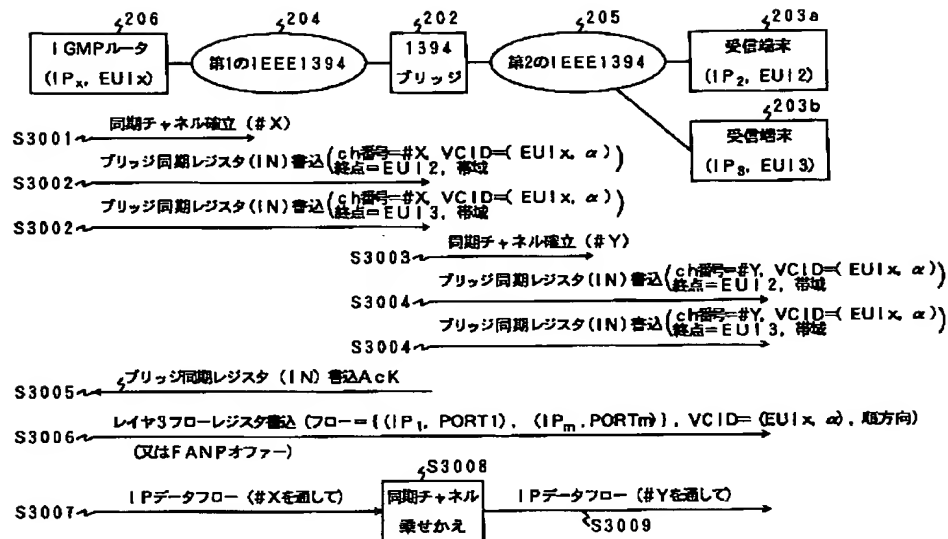 206
204
202
205
203a
IGMPルータ
(IPx, EUIx)
第1のIEEE1394
1394
ブリッジ
第2のIEEE1394
受信端末
(IP2, EUI2)
203b
受信端末
(IP3, EUI3)
S3001 同期チャネル確立 (#X)
S3002 ブリッジ同期レジスタ(IN)書込(ch番号=#X, VCID=( EUIx, α)
終点=EUI2, 帯域)
S3002 ブリッジ同期レジスタ(IN)書込(ch番号=#X, VCID=( EUIx, α)
終点=EUI3, 帯域)
S3003 同期チャネル確立 (#Y)
S3004 ブリッジ同期レジスタ(IN)書込(ch番号=#Y, VCID=( EUIx, α)
終点=EUI2, 帯域)
S3004 ブリッジ同期レジスタ(IN)書込(ch番号=#Y, VCID=( EUIx, α)
終点=EUI3, 帯域)
S3005 ブリッジ同期レジスタ (IN) 書込AcK
S3006 レイヤ3フローレジスタ書込 (フロー={(IP1, PORT1), (IPm, PORTm)}, VCID= (EUIx, α), 順方向)
(又はFANPオファー)
S3008
S3007 IPデータフロー (#Xを通して)
同期チャネル
乗せかえ
IPデータフロー (#Yを通して)
S3009